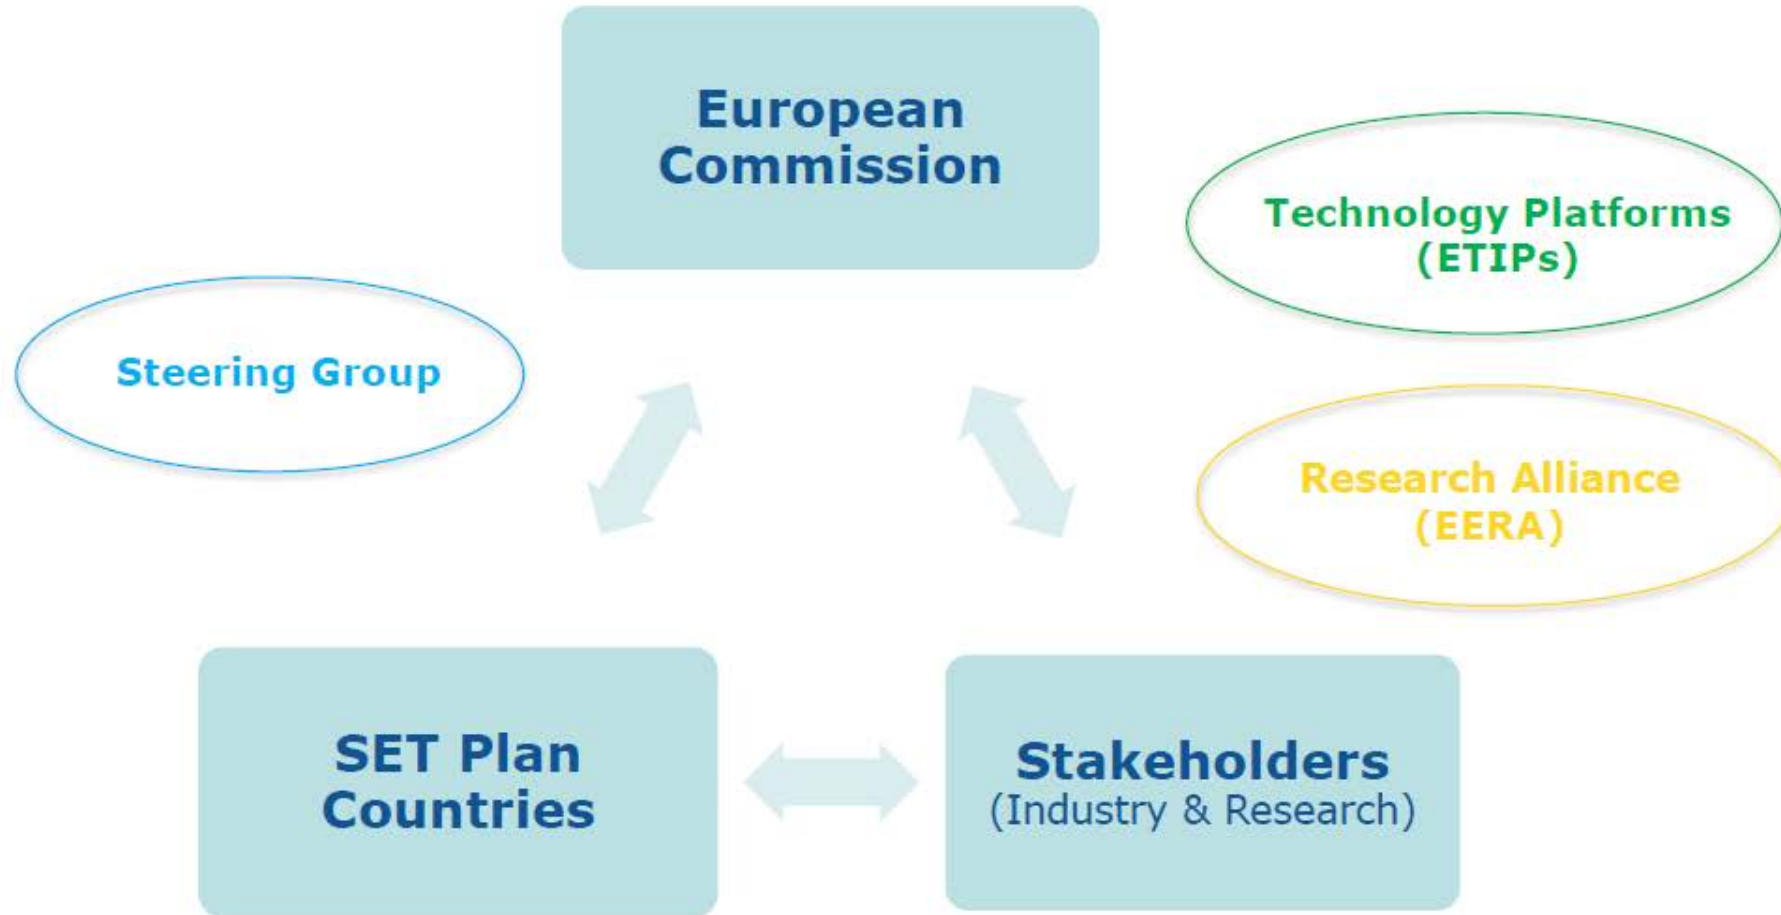 European
Commission
Technology Platforms
(ETIPs)
Steering Group
Research Alliance
(EERA)
SET Plan
Countries
Stakeholders
(Industry & Research)